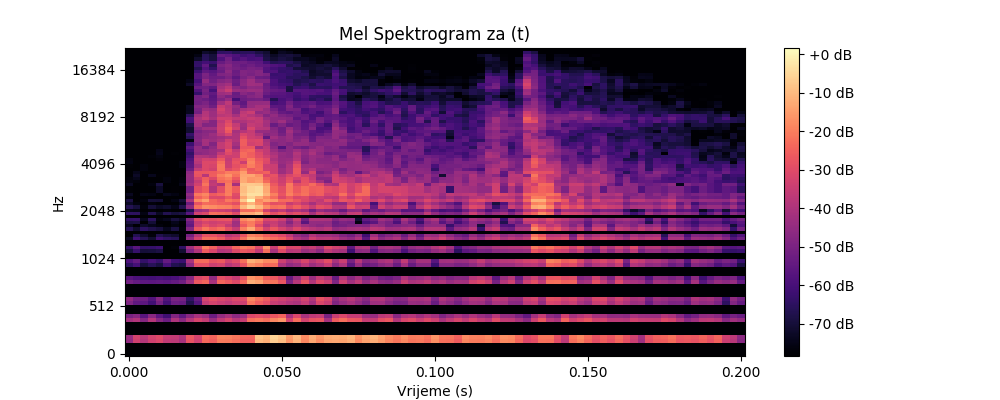 Mel Spektrogram za (t)
Hz
16384
8192
4096
2048
1024
512
0
0.000 0.050 0.100 0.150 0.200
Vrijeme (s)
+0 dB
-10 dB
-20 dB
-30 dB
-40 dB
-50 dB
-60 dB
-70 dB